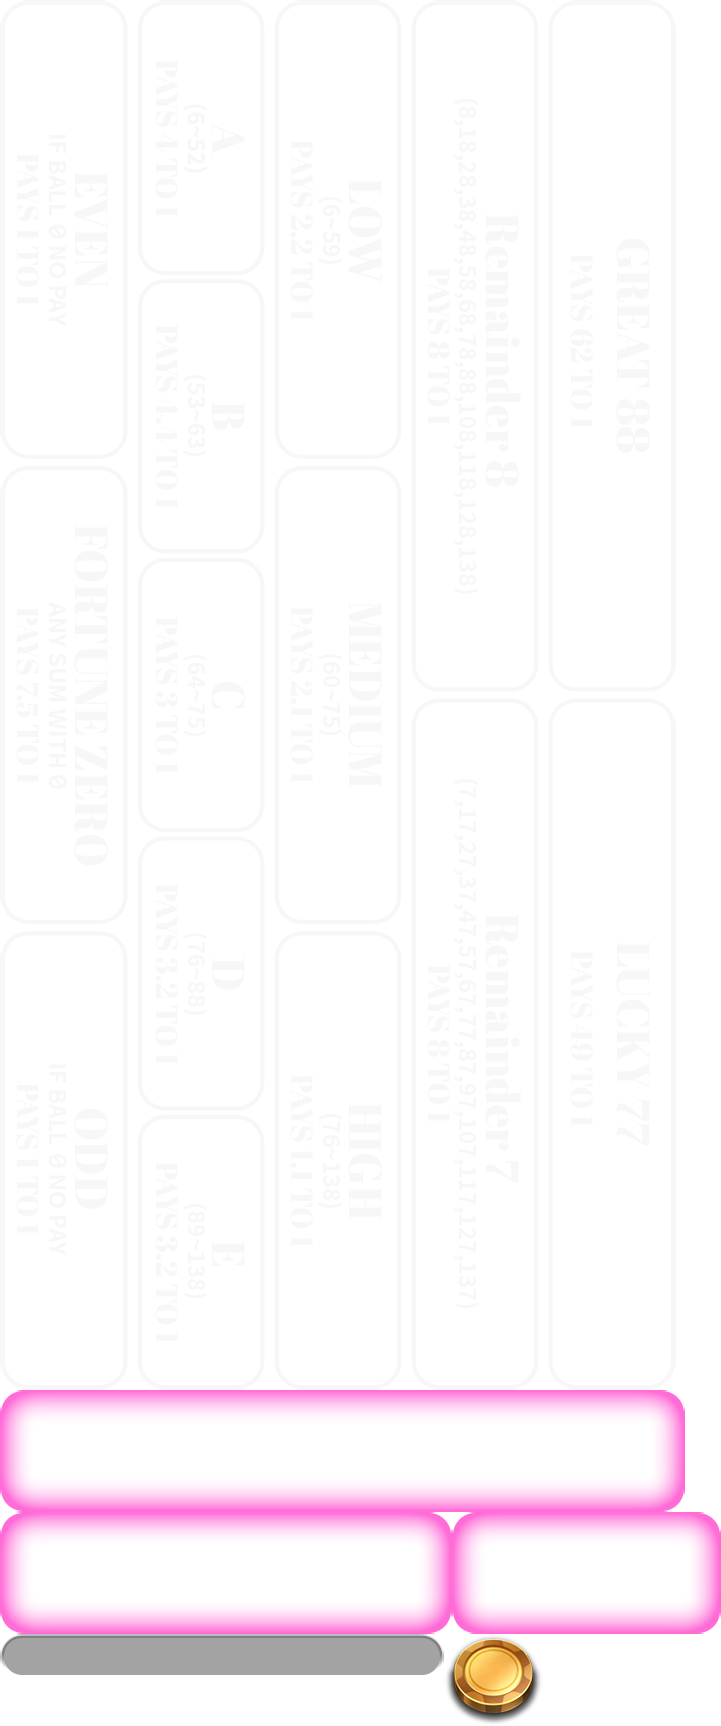 GREAT 88
PAYS 62 TO 1
LUCKY 77
PAYS 49 TO 1
Remainder 8
(8,18,28,38,48,58,68,78,88,108,118,128,138)
PAYS 8 TO 1
Remainder 7
(7,17,27,37,47,57,67,77,87,97,107,117,127,137)
PAYS 8 TO 1
LOW
(6~59)
PAYS 2.2 TO 1
MEDIUM
(60~75)
PAYS 2.1 TO 1
HIGH
(76~138)
PAYS 1.1 TO 1
A
(6~52)
PAYS 4 TO 1
B
(53~63)
PAYS 4.4 TO 1
C
(64~75)
PAYS 3 TO 1
D
(76~88)
PAYS 3.2 TO 1
E
(89~138)
PAYS 3.2 TO 1
EVEN
IF BALL 0 NO PAY
PAYS 1 TO 1
FORTUNE ZERO
ANY SUM WITH 0
PAYS 7.5 TO 1
ODD
IF BALL 0 NO PAY
PAYS 1 TO 1